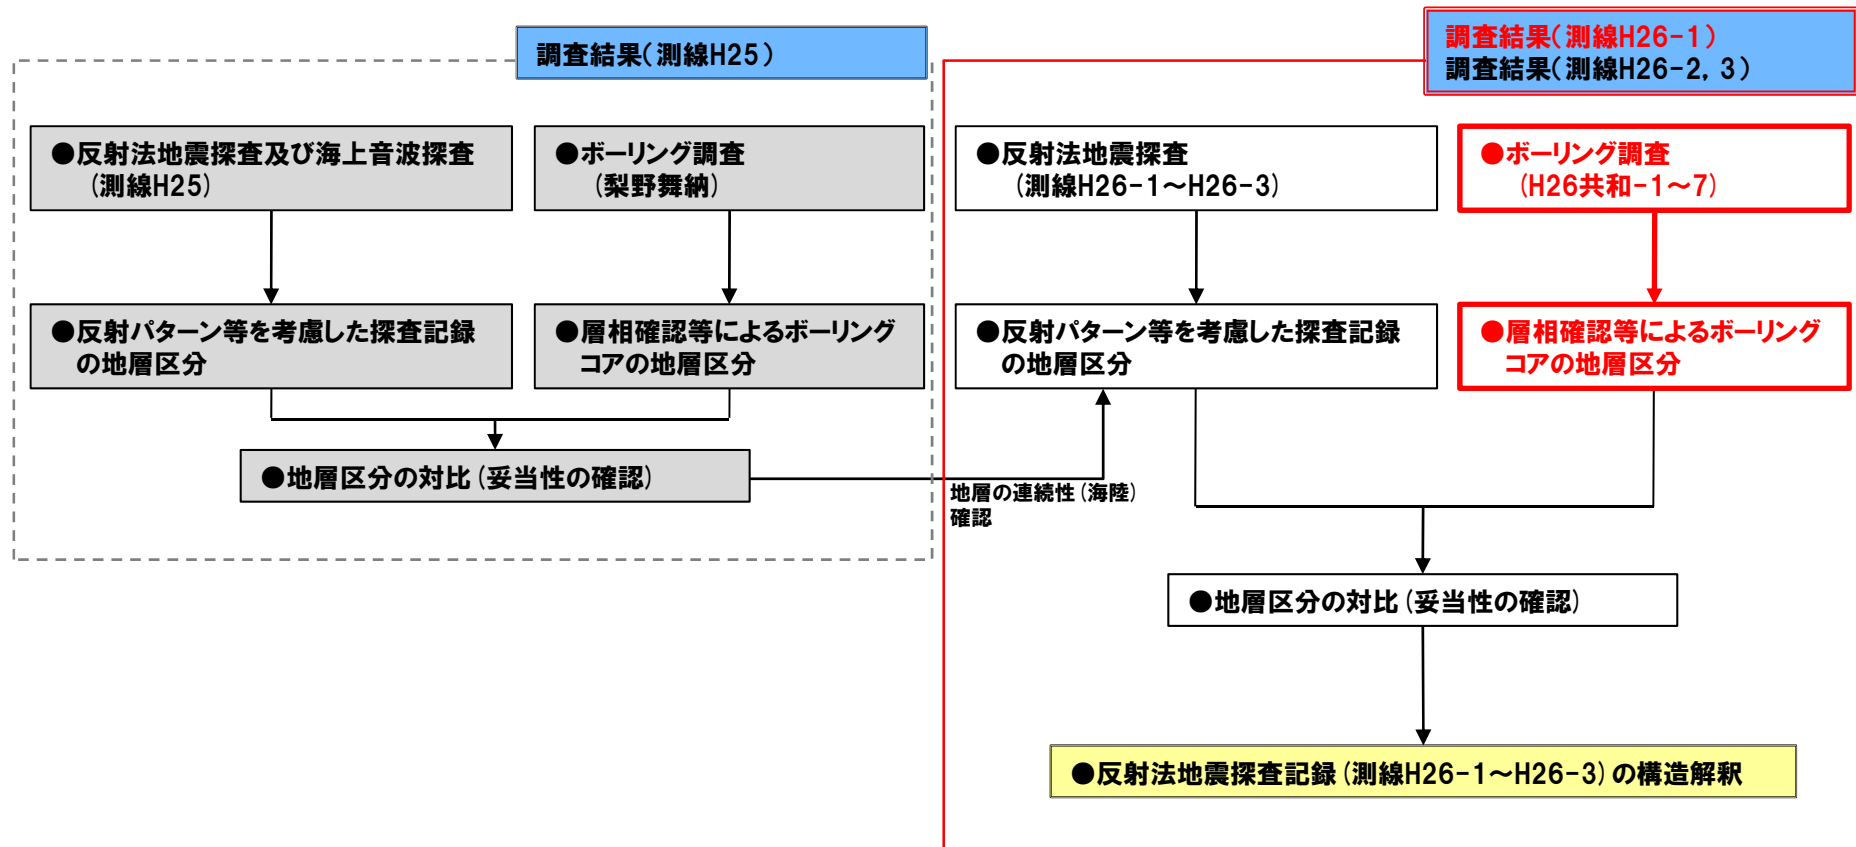 調査結果(測線H25)
●反射法地震探査及び海上音波探査
(測線H25)
●ボーリング調査
(梨野舞納)
●反射パターン等を考慮した探査記録
の地層区分
●層相確認等によるボーリング
コアの地層区分
●地層区分の対比(妥当性の確認)
調査結果(測線H26-1)
調査結果(測線H26-2, 3)
●反射法地震探査
(測線H26-1~H26-3)
●ボーリング調査
(H26共和-1~7)
●反射パターン等を考慮した探査記録
の地層区分
●層相確認等によるボーリング
コアの地層区分
地層の連続性(海陸)
確認
●地層区分の対比(妥当性の確認)
●反射法地震探査記録(測線H26-1~H26-3)の構造解釈